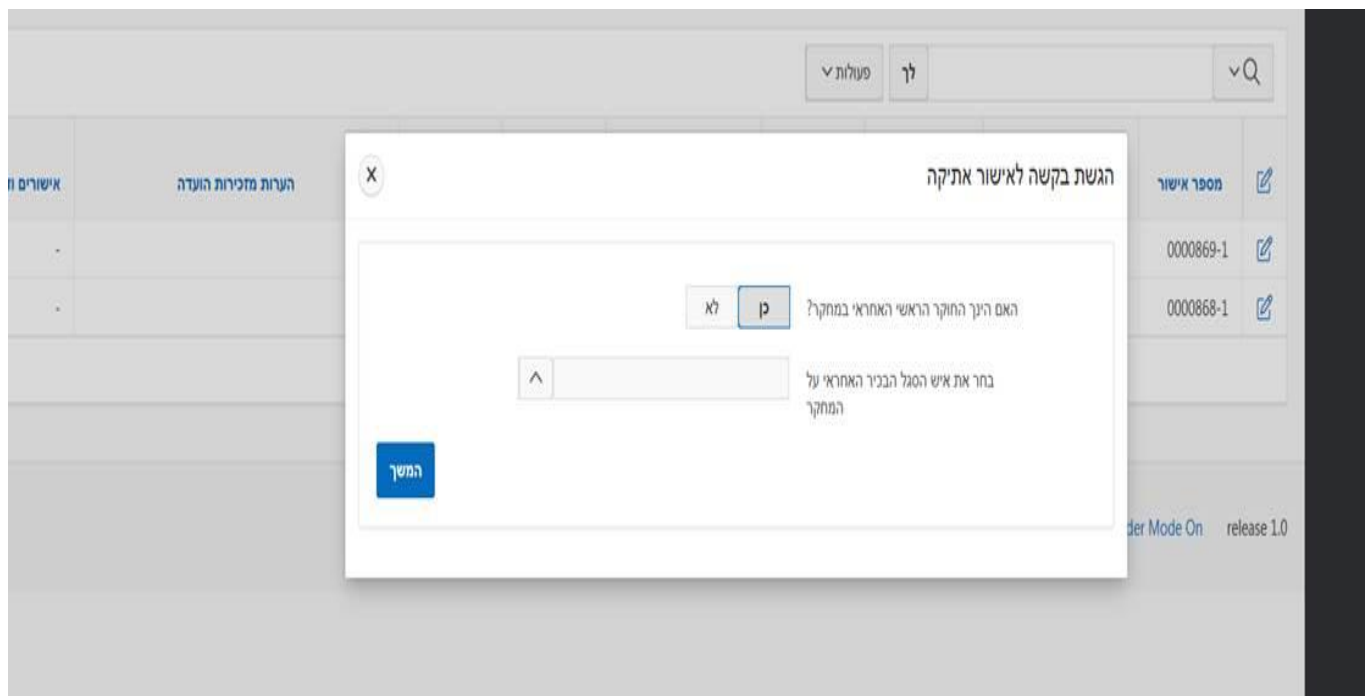 לך
פעולות
מספר אישור
הערות מזכירות הועדה
אישורים
0000869-1
-
0000868-1
-
הגשת בקשה לאישור אתיקה
X
האם הינך החוקר הראשי האחראי במחקר?
כן
לא
בחר את איש הסגל הבכיר האחראי על
המחקר
המשך
release 1.0
Mode On